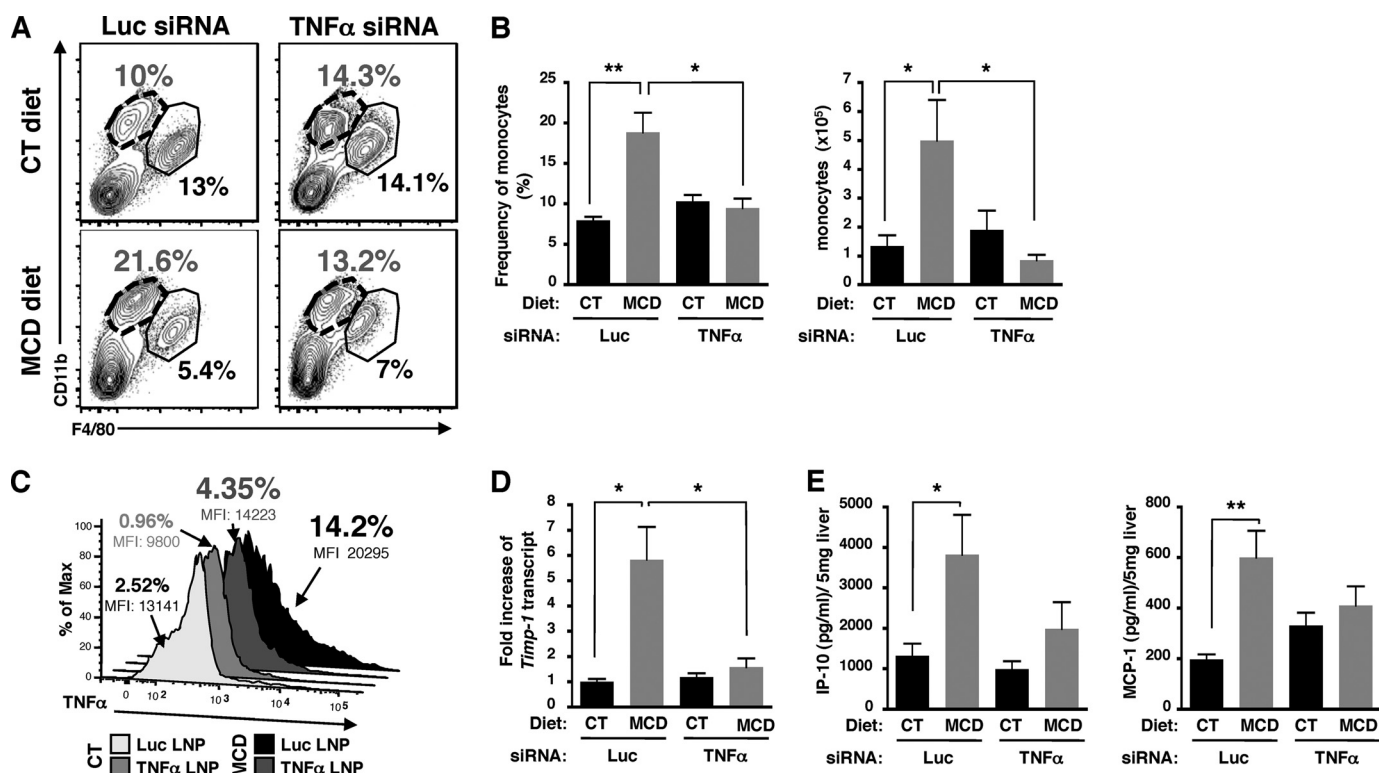 A
Luc siRNA
TNFα siRNA
CT diet
MCD diet
10%
13%
14.3%
14.1%
21.6%
5.4%
13.2%
7%
CD11b
F4/80
B
Frequency of monocytes
(%)
25
20
15
10
5
0
** *
Diet: CT MCD CT MCD
siRNA: Luc TNFα
monocytes (x10⁵)
7
6
5
4
3
2
1
0
* *
Diet: CT MCD CT MCD
siRNA: Luc TNFα
C
% of Max
100
80
60
40
20
0
4.35%
MFI: 14223
0.96%
MFI: 9800
14.2%
MFI 20295
2.52%
MFI: 13141
0 10² 10³ 10⁴ 10⁵
TNFα
CT
Luc LNP
TNFα LNP
MCD
Luc LNP
TNFα LNP
D
Fold increase of
Timp-1 transcript
8
7
6
5
4
3
2
1
0
* *
Diet: CT MCD CT MCD
siRNA: Luc TNFα
E
IP-10 (pg/ml)/ 5mg liver
5000
4000
3000
2000
1000
0
*
Diet: CT MCD CT MCD
siRNA: Luc TNFα
MCP-1 (pg/ml)/5mg liver
800
600
400
200
0
**
CT MCD CT MCD
Luc TNFα